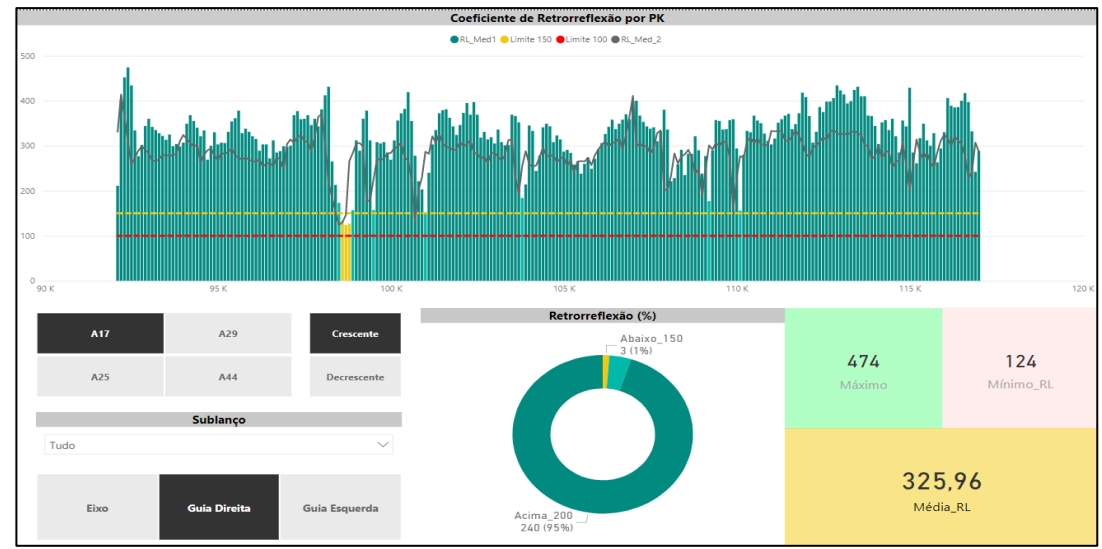 Coeficiente de Retrorreflexão por PK
RL_Med1 Limite 150 Limite 100 RL_Med_2
500
400
300
200
100
0
90 K 95 K 100 K 105 K 110 K 115 K 120 K
A17 A29 Crescente
A25 A44 Decrescente
Sublanço
Tudo
Eixo Guia Direita Guia Esquerda
Retrorreflexão (%)
Abaixo_150
3 (1%)
Acima_200
240 (95%)
474
Máximo
124
Mínimo_RL
325,96
Média_RL